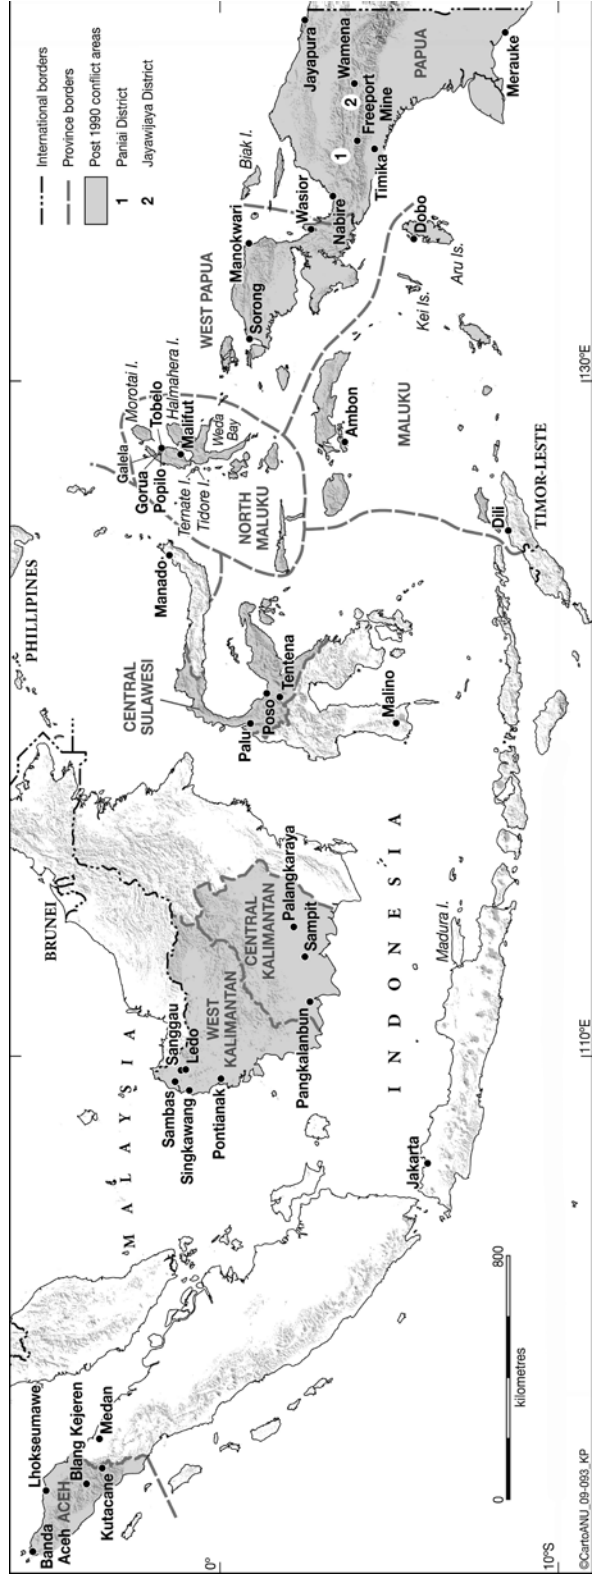 International borders
Province borders
Post 1990 conflict areas
1 Paniai District
2 Jayawijaya District
PHILLIPINES
BRUNEI
M A L A Y S I A
Banda
Aceh
ACEH
Lhokseumawe
Blang Kejeren
Kutacane
Medan
Sambas
Sanggau
Singkawang
Ledo
Pontianak
WEST
KALIMANTAN
CENTRAL
KALIMANTAN
Palangkaraya
Sampit
Pangkalanbun
CENTRAL
SULAWESI
Manado
Palu
Poso
Tentena
Malino
Galela
Morotai I.
Gorua
Popilo
Tobelo
Halmahera I.
Malifut
Ternate I.
Tidore I.
Weda
Bay
NORTH
MALUKU
WEST PAPUA
Sorong
Manokwari
Biak I.
Wasior
Nabire
Jayapura
Wamena
1
2
Freeport
Mine
Timika
PAPUA
Merauke
Dobo
Kei Is.
Aru Is.
Ambon
MALUKU
Dili
TIMOR-LESTE
I N D O N E S I A
Madura I.
Jakarta
0
800
kilometres
0°
10°S
110°E
130°E
©CartoANU_09-093_KP